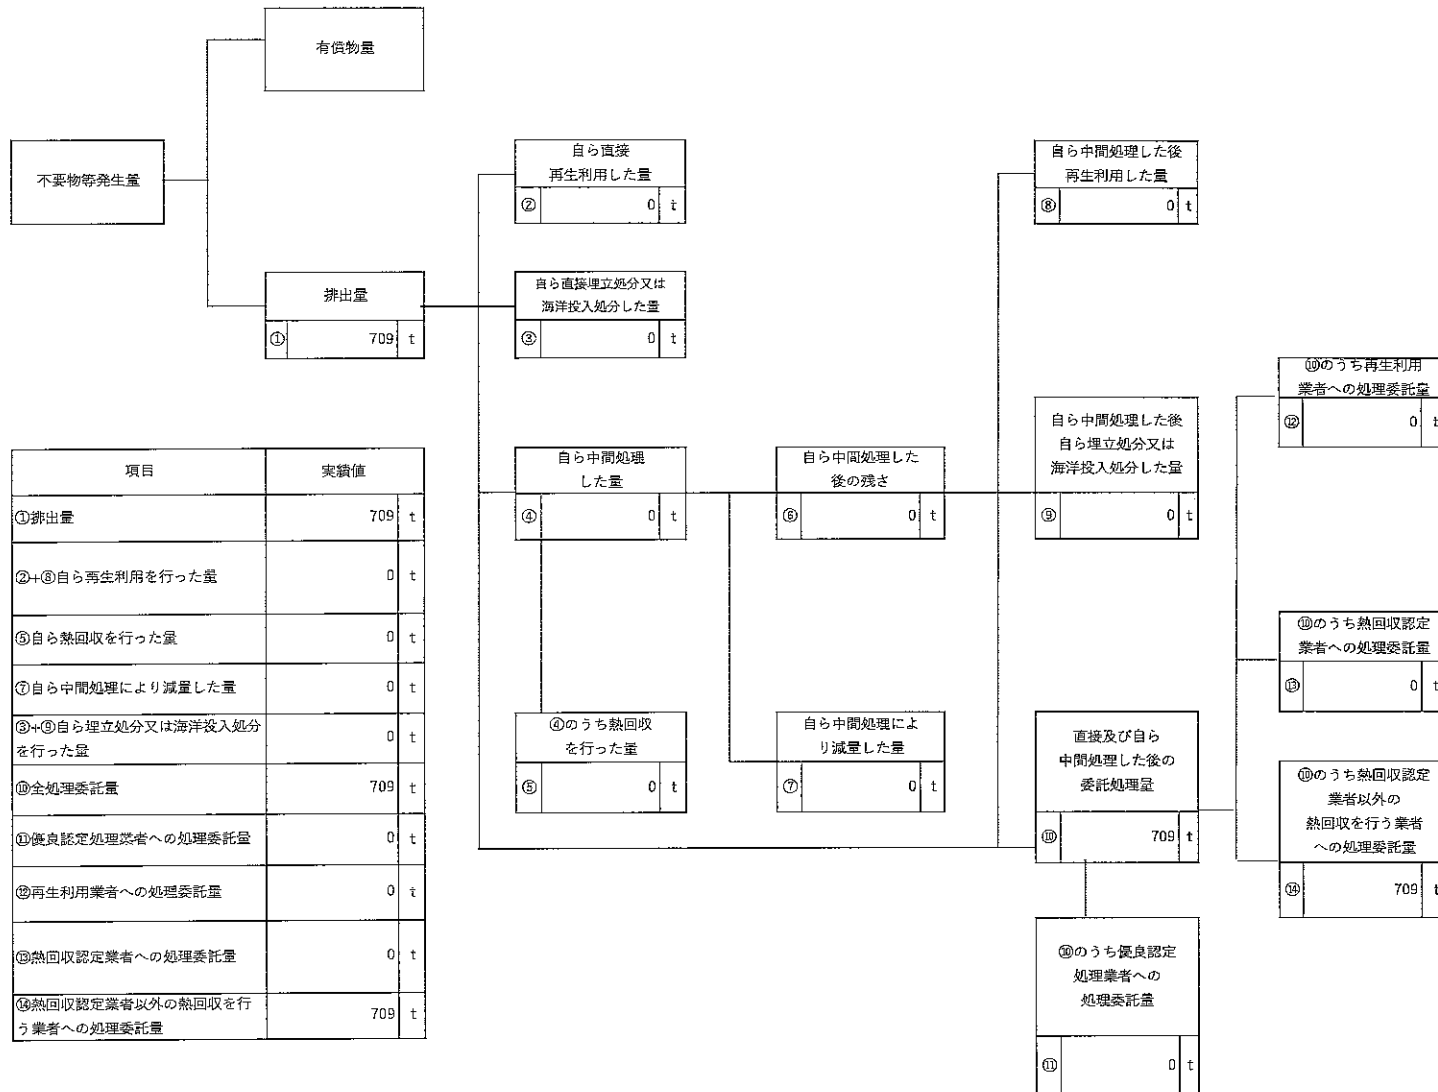 有償物量
不要物等発生量
排出量
① 709 t
自ら直接
再生利用した量
② 0 t
自ら直接埋立処分又は
海洋投入処分した量
③ 0 t
自ら中間処理
した量
④ 0 t
④のうち熱回収
を行った量
⑤ 0 t
自ら中間処理した
後の残さ
⑥ 0 t
自ら中間処理によ
り減量した量
⑦ 0 t
自ら中間処理した後
再生利用した量
⑧ 0 t
自ら中間処理した後
自ら埋立処分又は
海洋投入処分した量
⑨ 0 t
直接及び自ら
中間処理した後の
委託処理量
⑩ 709 t
⑩のうち優良認定
処理業者への
処理委託量
⑪ 0 t
⑩のうち再生利用
業者への処理委託量
⑫ 0 t
⑩のうち熱回収認定
業者への処理委託量
⑬ 0 t
⑩のうち熱回収認定
業者以外の
熱回収を行う業者
への処理委託量
⑭ 709 t
項目 実績値
①排出量 709 t
②+⑧自ら再生利用を行った量 0 t
⑤自ら熱回収を行った量 0 t
⑦自ら中間処理により減量した量 0 t
③+⑨自ら埋立処分又は海洋投入処分
を行った量 0 t
⑩全処理委託量 709 t
⑪優良認定処理業者への処理委託量 0 t
⑫再生利用業者への処理委託量 0 t
⑬熱回収認定業者への処理委託量 0 t
⑭熱回収認定業者以外の熱回収を行
う業者への処理委託量 709 t